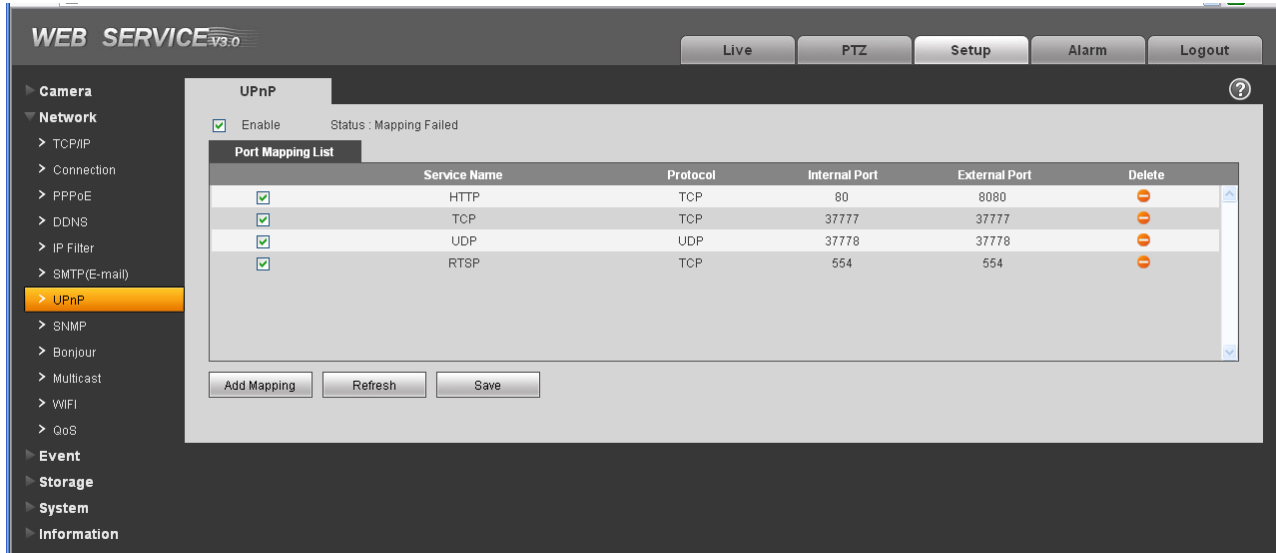 WEB SERVICE V3.0
Live PTZ Setup Alarm Logout
Camera
Network
> TCP/IP
> Connection
> PPPoE
> DDNS
> IP Filter
> SMTP(E-mail)
> UPnP
> SNMP
> Bonjour
> Multicast
> WIFI
> QoS
Event
Storage
System
Information
UPnP ?
Enable Status : Mapping Failed
Port Mapping List
Service Name Protocol Internal Port External Port Delete
HTTP TCP 80 8080
TCP TCP 37777 37777
UDP UDP 37778 37778
RTSP TCP 554 554
Add Mapping Refresh Save